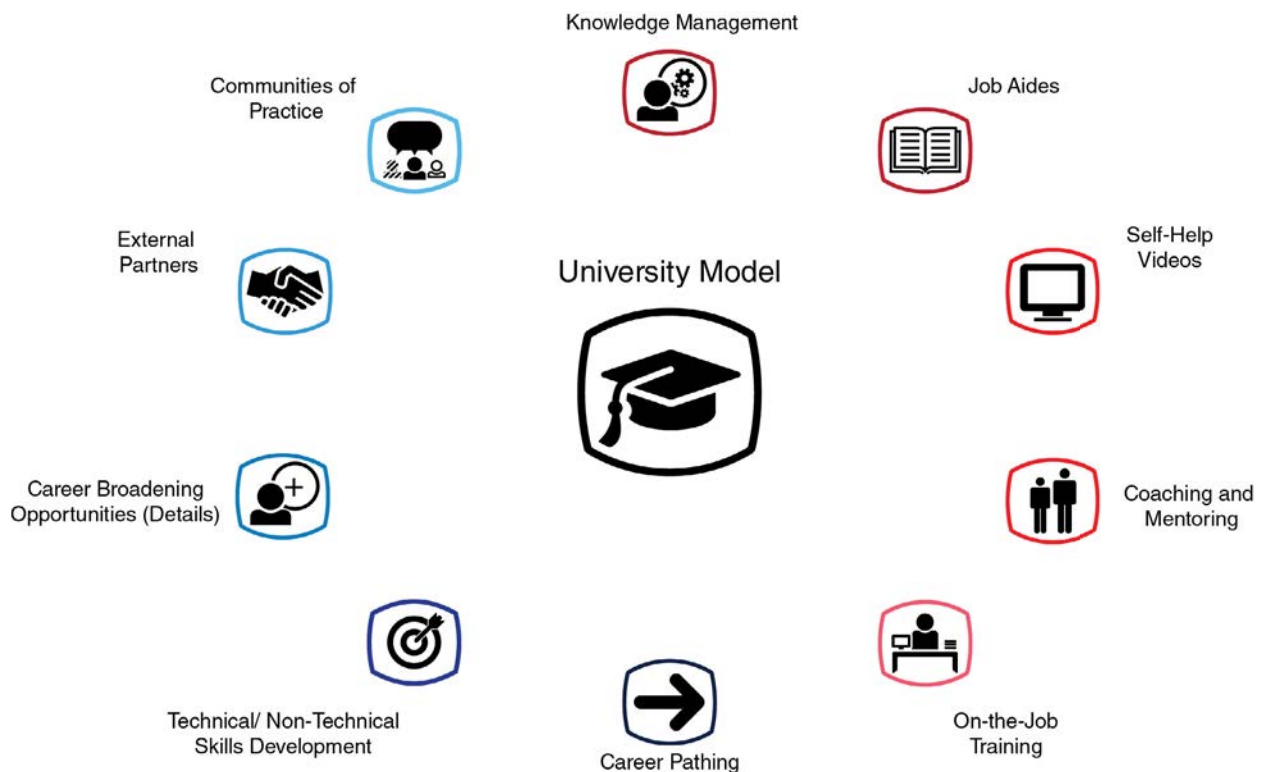 Knowledge Management
Communities of
Practice
Job Aides
External
Partners
Self-Help
Videos
University Model
Career Broadening
Opportunities (Details)
Coaching and
Mentoring
Technical/ Non-Technical
Skills Development
Career Pathing
On-the-Job
Training